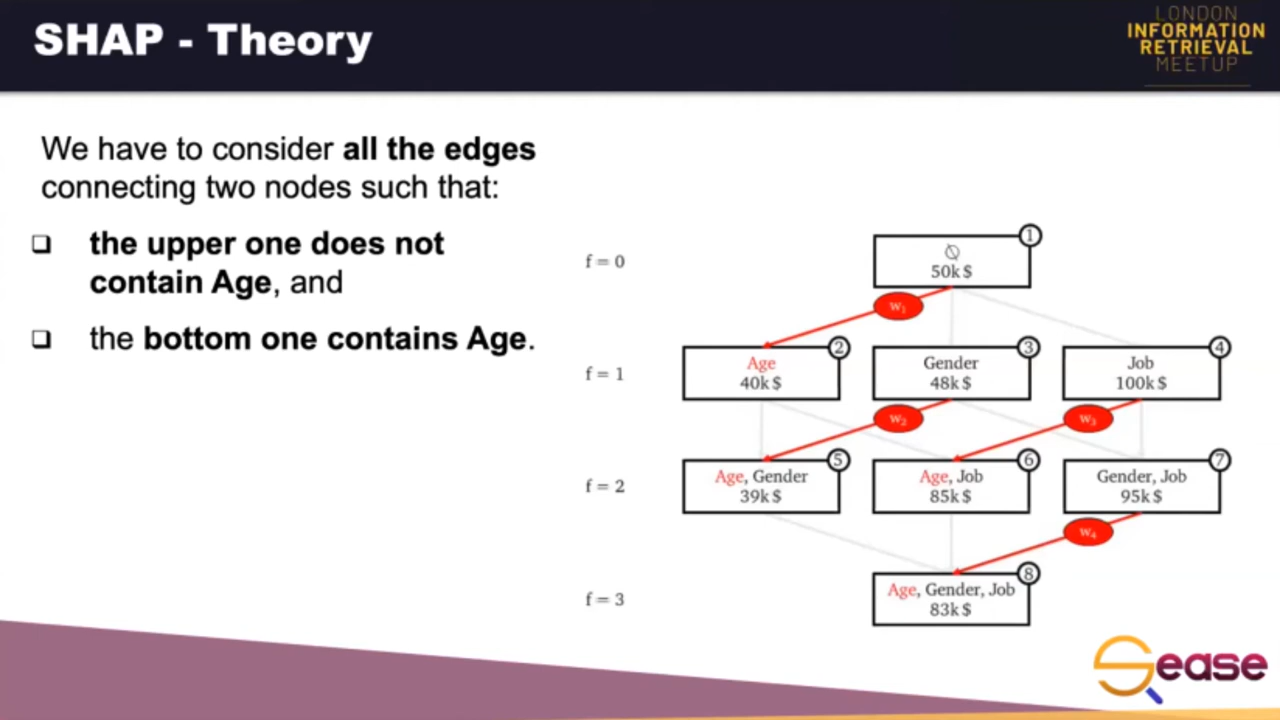 SHAP - Theory
LONDON
INFORMATION
RETRIEVAL
MEETUP
We have to consider all the edges
connecting two nodes such that:
❑ the upper one does not
contain Age, and
❑ the bottom one contains Age.
f = 0
1
∅
50k $
w₁
f = 1
2
Age
40k $
3
Gender
48k $
4
Job
100k $
w₂
w₃
f = 2
5
Age, Gender
39k $
6
Age, Job
85k $
7
Gender, Job
95k $
w₄
f = 3
8
Age, Gender, Job
83k $
Sease